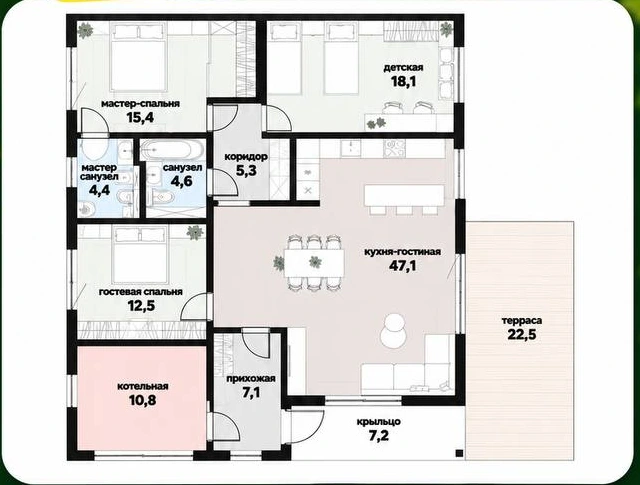 мастер-спальня
15,4
детская
18,1
мастер
санузел
4,4
санузел
4,6
коридор
5,3
кухня-гостиная
47,1
гостевая спальня
12,5
терраса
22,5
котельная
10,8
прихожая
7,1
крыльцо
7,2